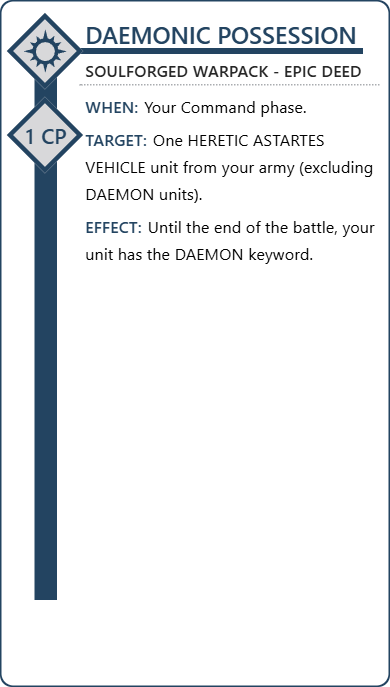 DAEMONIC POSSESSION
SOULFORGED WARPACK - EPIC DEED
1 CP
WHEN: Your Command phase.
TARGET: One HERETIC ASTARTES
VEHICLE unit from your army (excluding
DAEMON units).
EFFECT: Until the end of the battle, your
unit has the DAEMON keyword.